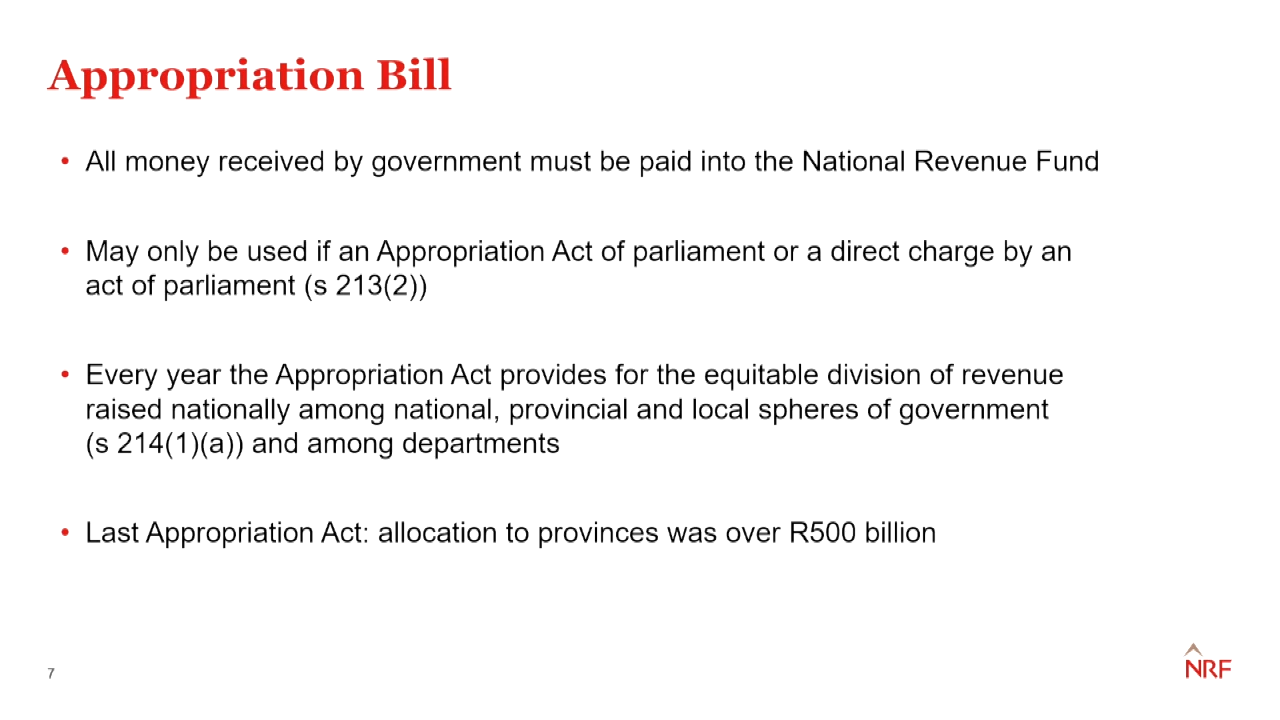 Appropriation Bill
• All money received by government must be paid into the National Revenue Fund
• May only be used if an Appropriation Act of parliament or a direct charge by an
act of parliament (s 213(2))
• Every year the Appropriation Act provides for the equitable division of revenue
raised nationally among national, provincial and local spheres of government
(s 214(1)(a)) and among departments
• Last Appropriation Act: allocation to provinces was over R500 billion
7
NRF